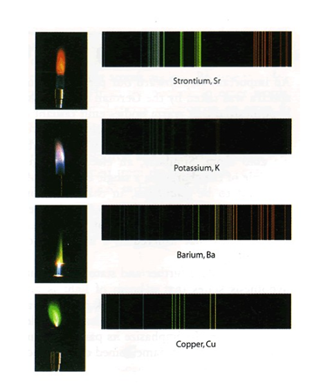 Strontium, Sr
Potassium, K
Barium, Ba
Copper, Cu